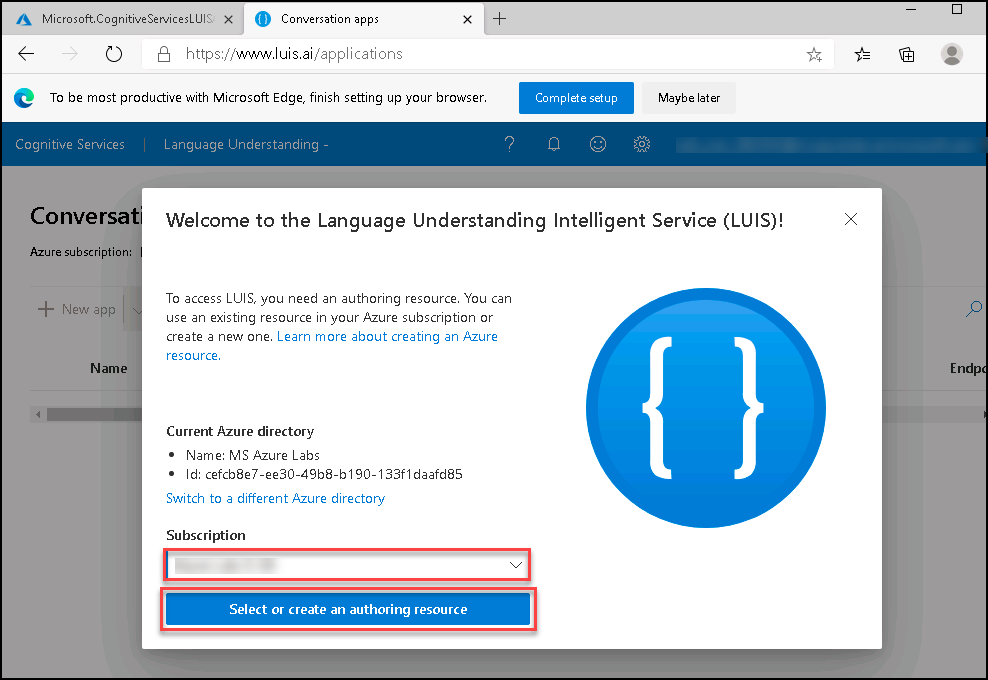 Microsoft.CognitiveServicesLUIS
Conversation apps
https://www.luis.ai/applications
To be most productive with Microsoft Edge, finish setting up your browser.
Complete setup
Maybe later
Cognitive Services | Language Understanding -
Conversati
Azure subscription:
Welcome to the Language Understanding Intelligent Service (LUIS)!
To access LUIS, you need an authoring resource. You can
use an existing resource in your Azure subscription or
create a new one. Learn more about creating an Azure
resource.
New app
Name
Endpo
{ }
Current Azure directory
Name: MS Azure Labs
Id: cefcb8e7-ee30-49b8-b190-133f1daafd85
Switch to a different Azure directory
Subscription
Select or create an authoring resource